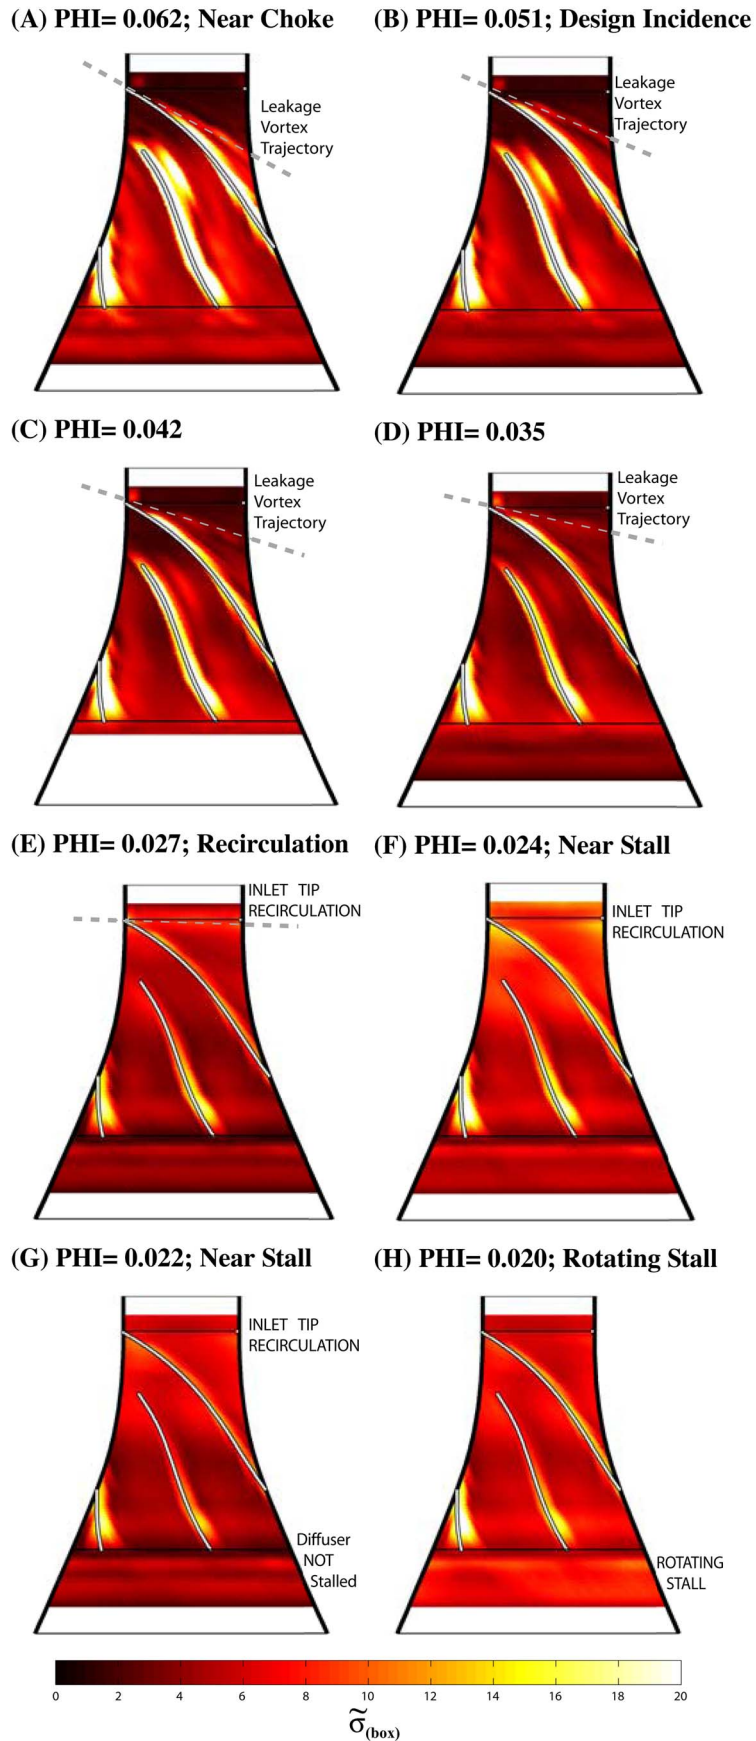 (A) PHI= 0.062; Near Choke
Leakage
Vortex
Trajectory
(B) PHI= 0.051; Design Incidence
Leakage
Vortex
Trajectory
(C) PHI= 0.042
Leakage
Vortex
Trajectory
(D) PHI= 0.035
Leakage
Vortex
Trajectory
(E) PHI= 0.027; Recirculation
INLET TIP
RECIRCULATION
(F) PHI= 0.024; Near Stall
INLET TIP
RECIRCULATION
(G) PHI= 0.022; Near Stall
INLET TIP
RECIRCULATION
Diffuser
NOT
Stalled
(H) PHI= 0.020; Rotating Stall
ROTATING
STALL
0 2 4 6 8 10 12 14 16 18 20
σ̃(box)